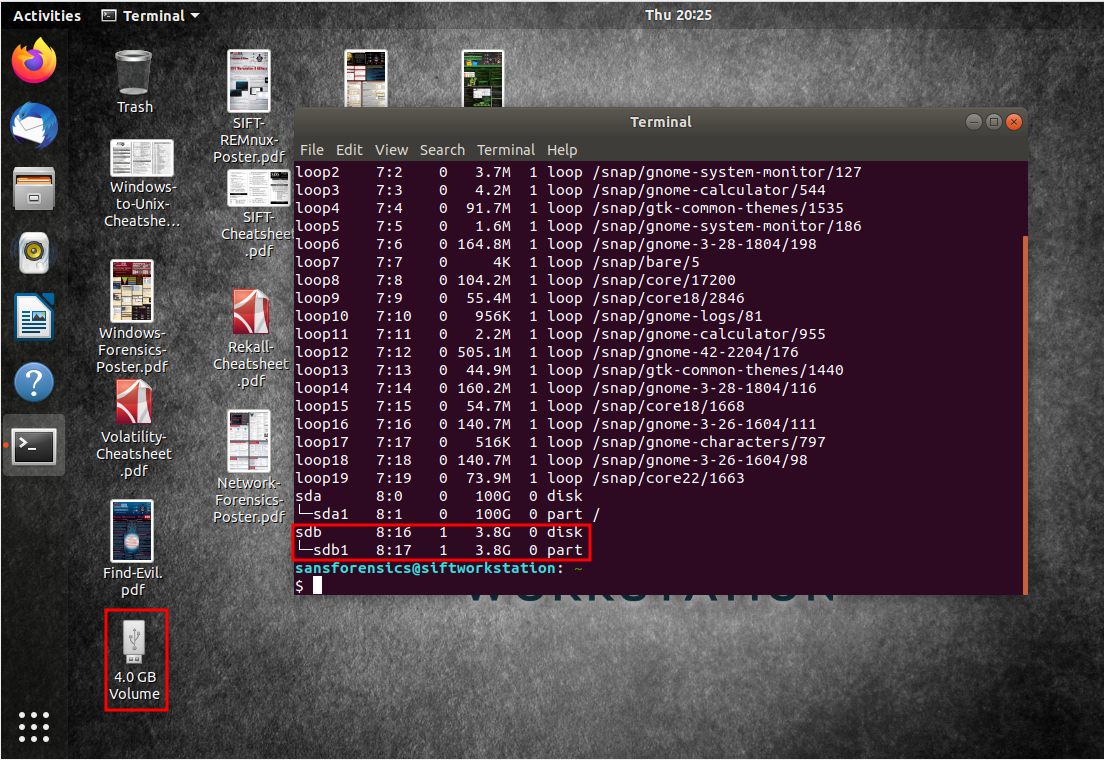 Activities
Terminal
Thu 20:25
Trash
SIFT-
REMnux-
Poster.pdf
Windows-
to-Unix-
Cheatshe…
SIFT-
Cheatsheet
.pdf
Windows-
Forensics-
Poster.pdf
Rekall-
Cheatsheet
.pdf
Volatility-
Cheatsheet
.pdf
Network-
Forensics-
Poster.pdf
Find-Evil.
pdf
4.0 GB
Volume
Terminal
File Edit View Search Terminal Help
loop2 7:2 0 3.7M 1 loop /snap/gnome-system-monitor/127
loop3 7:3 0 4.2M 1 loop /snap/gnome-calculator/544
loop4 7:4 0 91.7M 1 loop /snap/gtk-common-themes/1535
loop5 7:5 0 1.6M 1 loop /snap/gnome-system-monitor/186
loop6 7:6 0 164.8M 1 loop /snap/gnome-3-28-1804/198
loop7 7:7 0 4K 1 loop /snap/bare/5
loop8 7:8 0 104.2M 1 loop /snap/core/17200
loop9 7:9 0 55.4M 1 loop /snap/core18/2846
loop10 7:10 0 956K 1 loop /snap/gnome-logs/81
loop11 7:11 0 2.2M 1 loop /snap/gnome-calculator/955
loop12 7:12 0 505.1M 1 loop /snap/gnome-42-2204/176
loop13 7:13 0 44.9M 1 loop /snap/gtk-common-themes/1440
loop14 7:14 0 160.2M 1 loop /snap/gnome-3-28-1804/116
loop15 7:15 0 54.7M 1 loop /snap/core18/1668
loop16 7:16 0 140.7M 1 loop /snap/gnome-3-26-1604/111
loop17 7:17 0 516K 1 loop /snap/gnome-characters/797
loop18 7:18 0 140.7M 1 loop /snap/gnome-3-26-1604/98
loop19 7:19 0 73.9M 1 loop /snap/core22/1663
sda 8:0 0 100G 0 disk
└─sda1 8:1 0 100G 0 part /
sdb 8:16 1 3.8G 0 disk
└─sdb1 8:17 1 3.8G 0 part
sansforensics@siftworkstation: ~
$
WORKSTATION